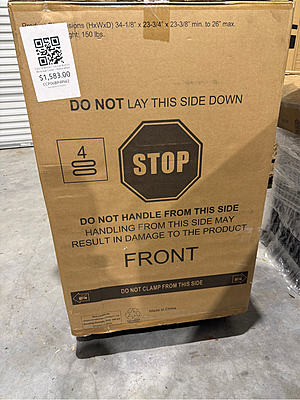 $1,583.00
Product Dimensions (HxWxD) 34-1/8" x 23-3/4" x 23-3/8" min. to 26" max.
Weight: 150 lbs.
DO NOT LAY THIS SIDE DOWN
4
STOP
DO NOT HANDLE FROM THIS SIDE
HANDLING FROM THIS SIDE MAY
RESULT IN DAMAGE TO THE PRODUCT
FRONT
DO NOT CLAMP FROM THIS SIDE
Made in China